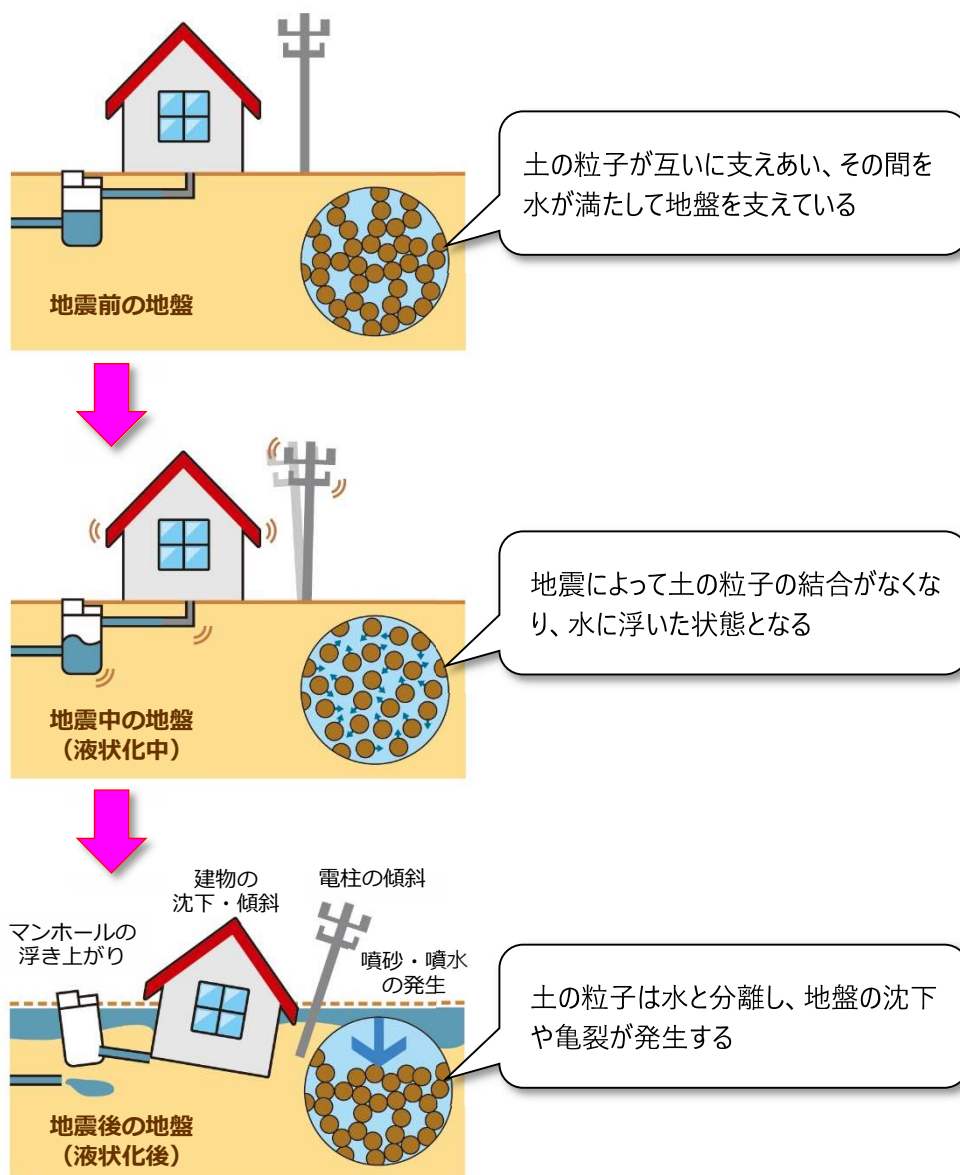 土の粒子が互いに支えあい、その間を
水が満たして地盤を支えている
地震前の地盤
地震によって土の粒子の結合がなくな
り、水に浮いた状態となる
地震中の地盤
（液状化中）
建物の
沈下・傾斜
電柱の傾斜
マンホールの
浮き上がり
噴砂・噴水
の発生
土の粒子は水と分離し、地盤の沈下
や亀裂が発生する
地震後の地盤
（液状化後）